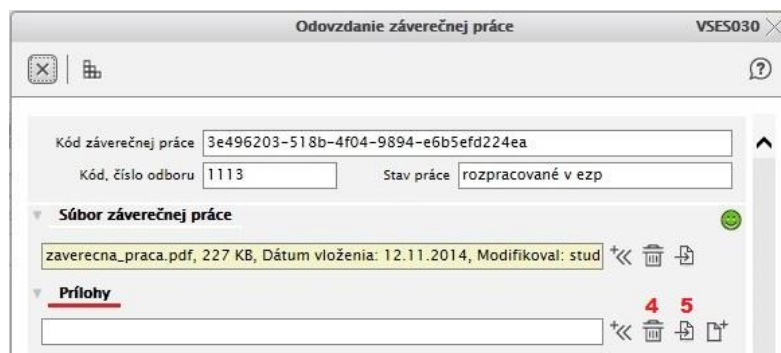 Odovzdanie záverečnej práce VSES030
Kód záverečnej práce 3e496203-518b-4f04-9894-e6b5efd224ea
Kód, číslo odboru 1113 Stav práce rozpracované v ezp
Súbor záverečnej práce
zaverecna_praca.pdf, 227 KB, Dátum vloženia: 12.11.2014, Modifikoval: stud
Prílohy
4 5